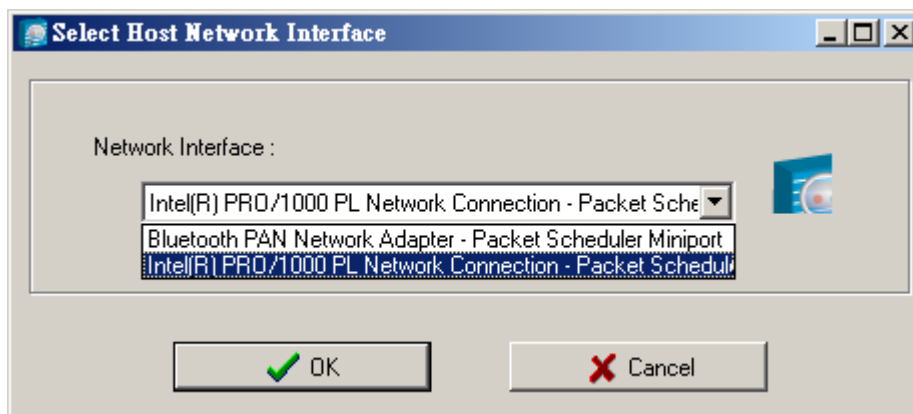 Select Host Network Interface
Network Interface :
Intel(R) PRO/1000 PL Network Connection - Packet Sche
Bluetooth PAN Network Adapter - Packet Scheduler Miniport
Intel(R) PRO/1000 PL Network Connection - Packet Schedul
OK
Cancel